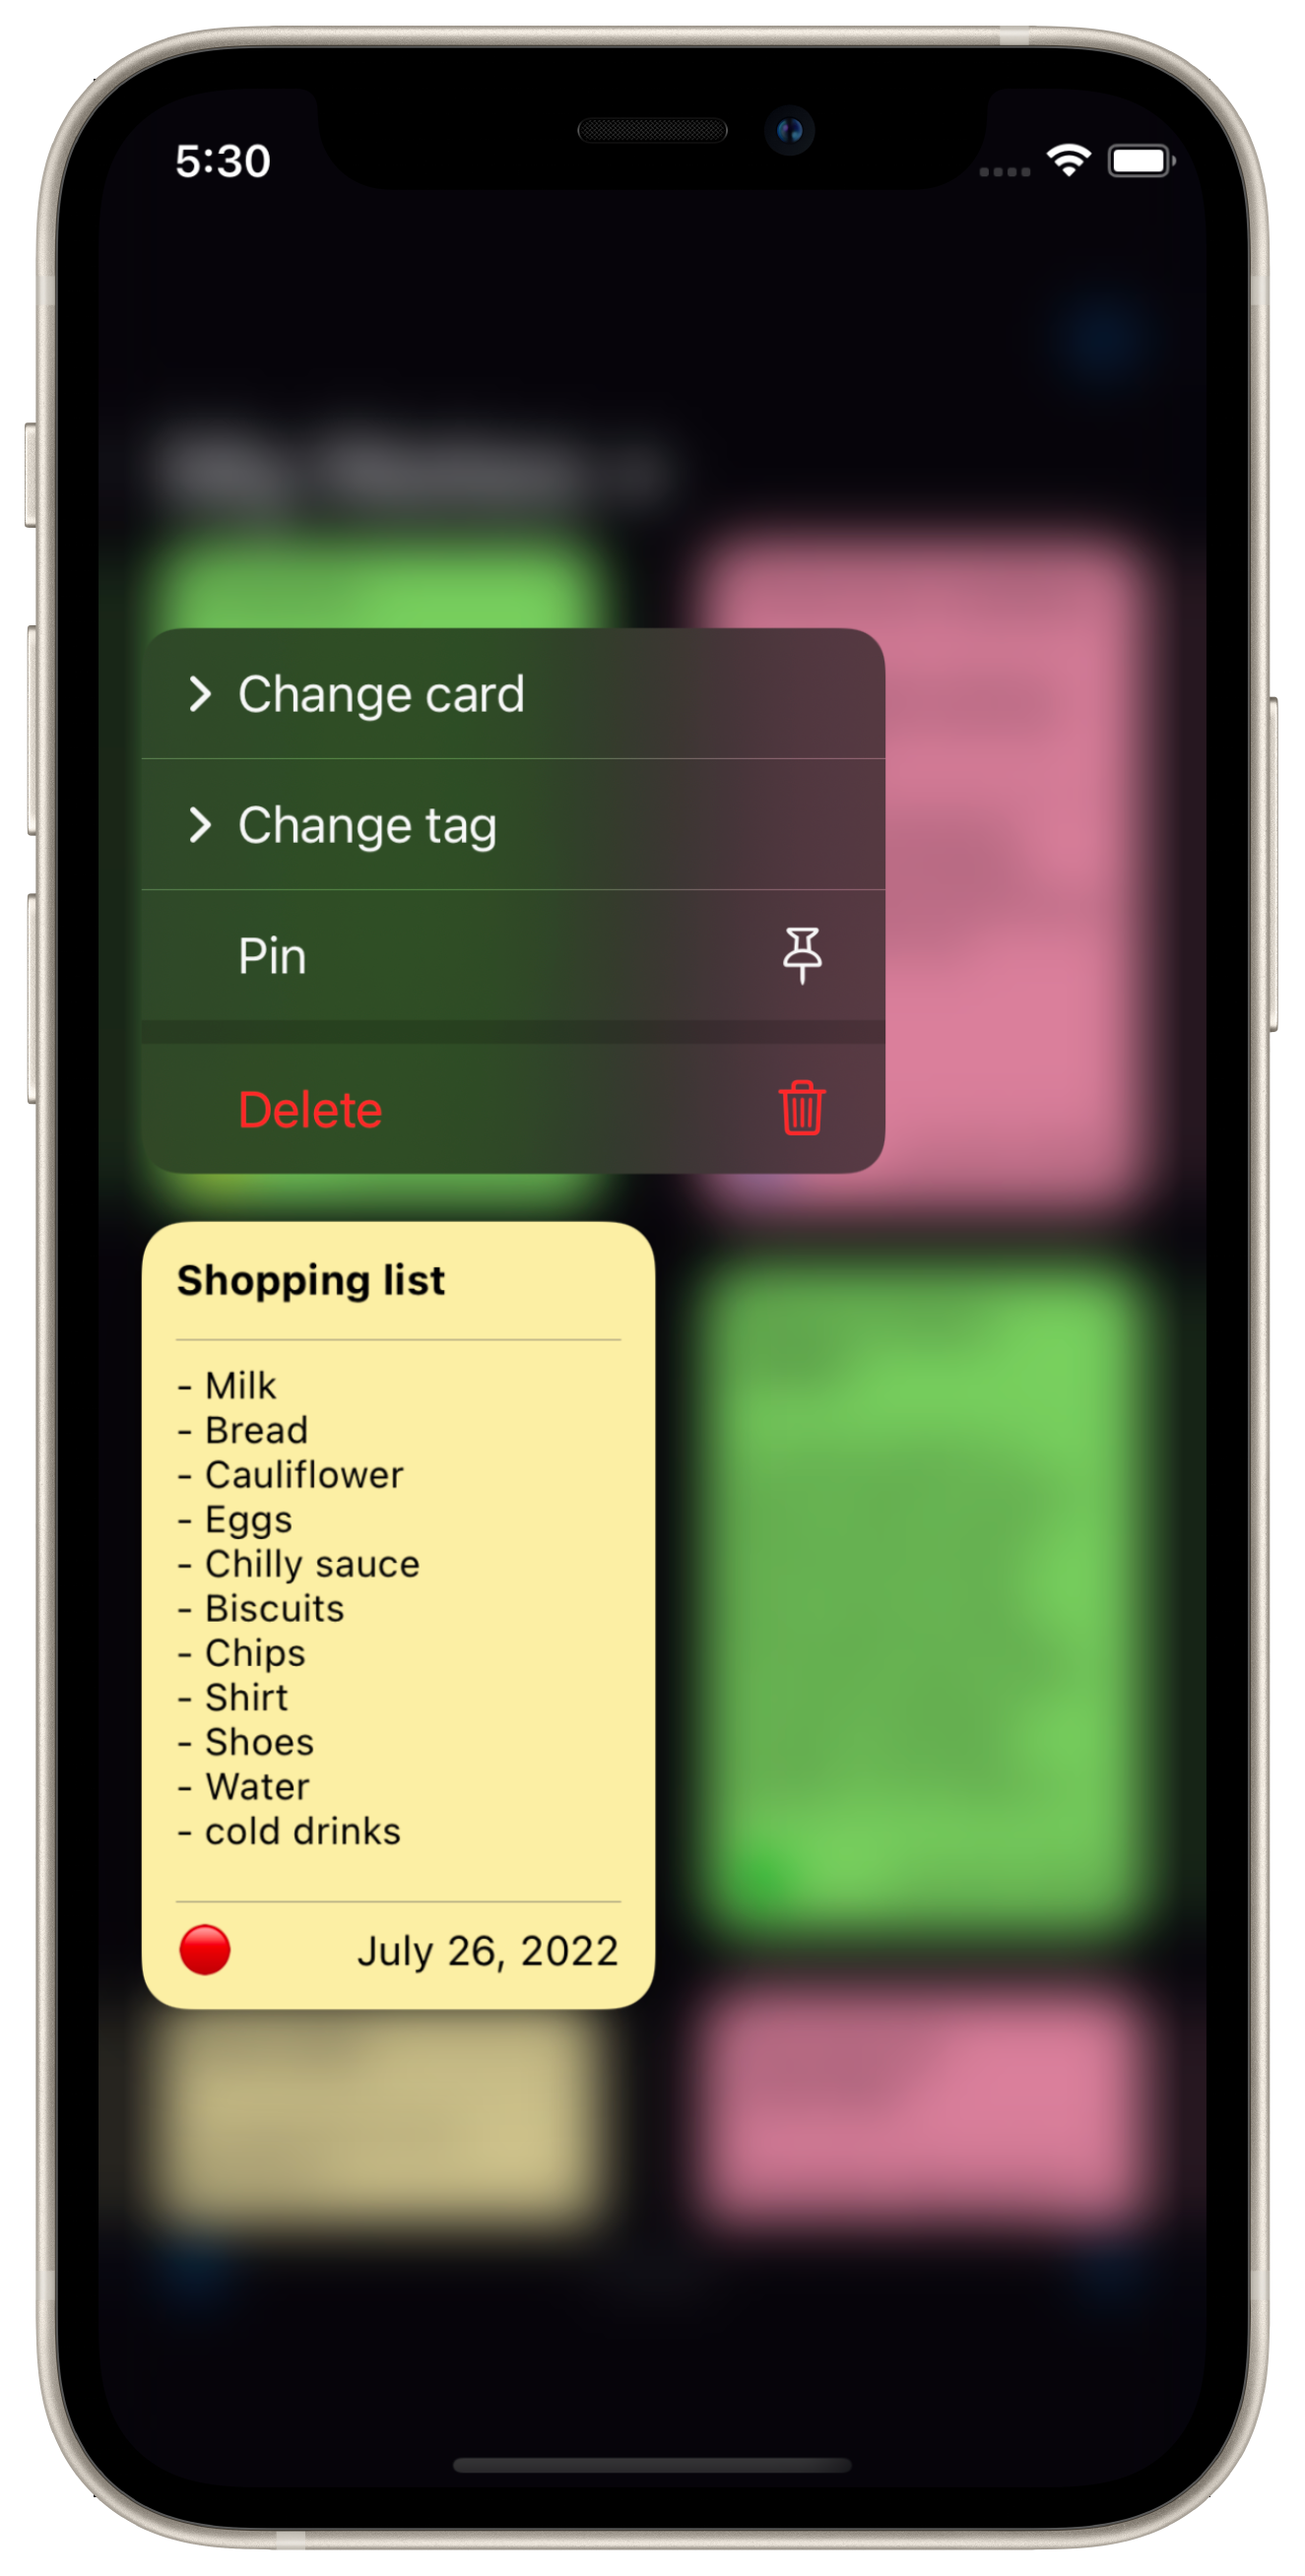 5:30
Change card
Change tag
Pin
Delete
Shopping list
- Milk
- Bread
- Cauliflower
- Eggs
- Chilly sauce
- Biscuits
- Chips
- Shirt
- Shoes
- Water
- cold drinks
July 26, 2022